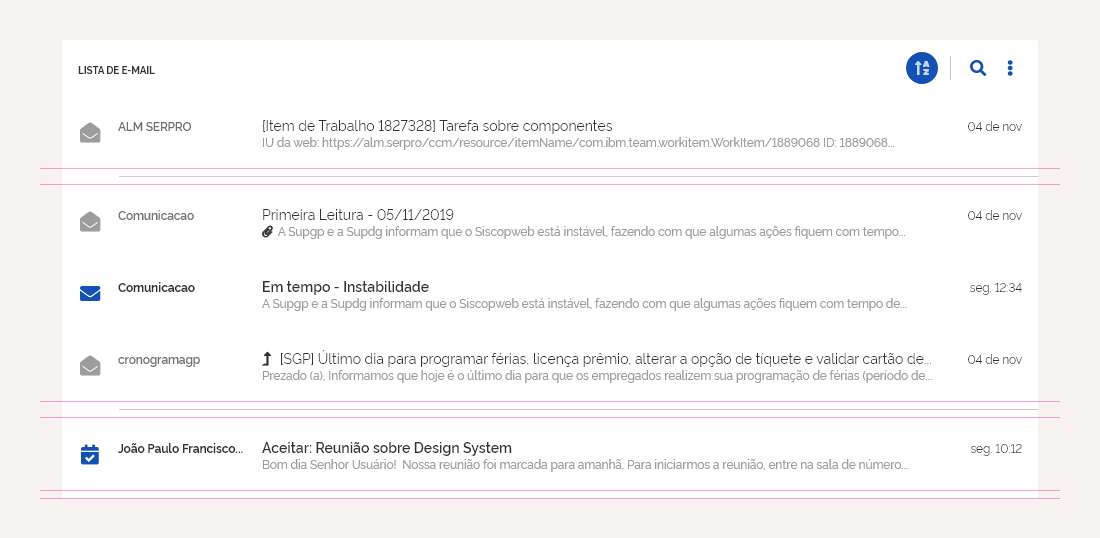 LISTA DE E-MAIL
ALM SERPRO
[Item de Trabalho 1827328] Tarefa sobre componentes
04 de nov
IU da web: https://alm.serpro/ccm/resource/itemName/com.ibm.team.workitem.WorkItem/1889068 ID: 1889068...
Comunicacao
Primeira Leitura - 05/11/2019
04 de nov
A Supgp e a Supdg informam que o Siscopweb está instável, fazendo com que algumas ações fiquem com tempo...
Comunicacao
Em tempo - Instabilidade
seg. 12:34
A Supgp e a Supdg informam que o Siscopweb está instável, fazendo com que algumas ações fiquem com tempo de...
cronogramagp
[SGP] Último dia para programar férias, licença prêmio, alterar a opção de tíquete e validar cartão de...
04 de nov
Prezado (a), Informamos que hoje é o último dia para que os empregados realizem sua programação de férias (período de...
João Paulo Francisco...
Aceitar: Reunião sobre Design System
seg. 10:12
Bom dia Senhor Usuário! Nossa reunião foi marcada para amanhã. Para iniciarmos a reunião, entre na sala de número...